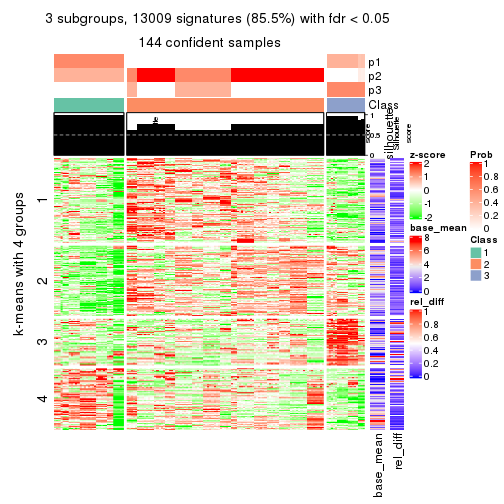 3 subgroups, 13009 signatures (85.5%) with fdr < 0.05
144 confident samples
p1
p2
p3
Class
1
0.5
0
silhouette
score
Silhouette
score
k-means with 4 groups
1
2
3
4
base_mean
rel_diff
z-score
2
1
0
-1
-2
base_mean
8
6
4
2
0
rel_diff
1
0.8
0.6
0.4
0.2
0
Prob
1
0.8
0.6
0.4
0.2
0
Class
1
2
3